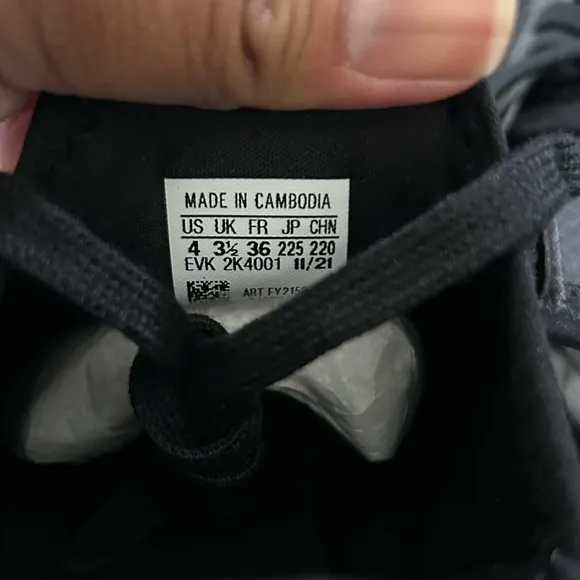 MADE IN CAMBODIA
US UK FR JP CHN
4 3½ 36 225 220
EVK 2K4001 11/21
ART